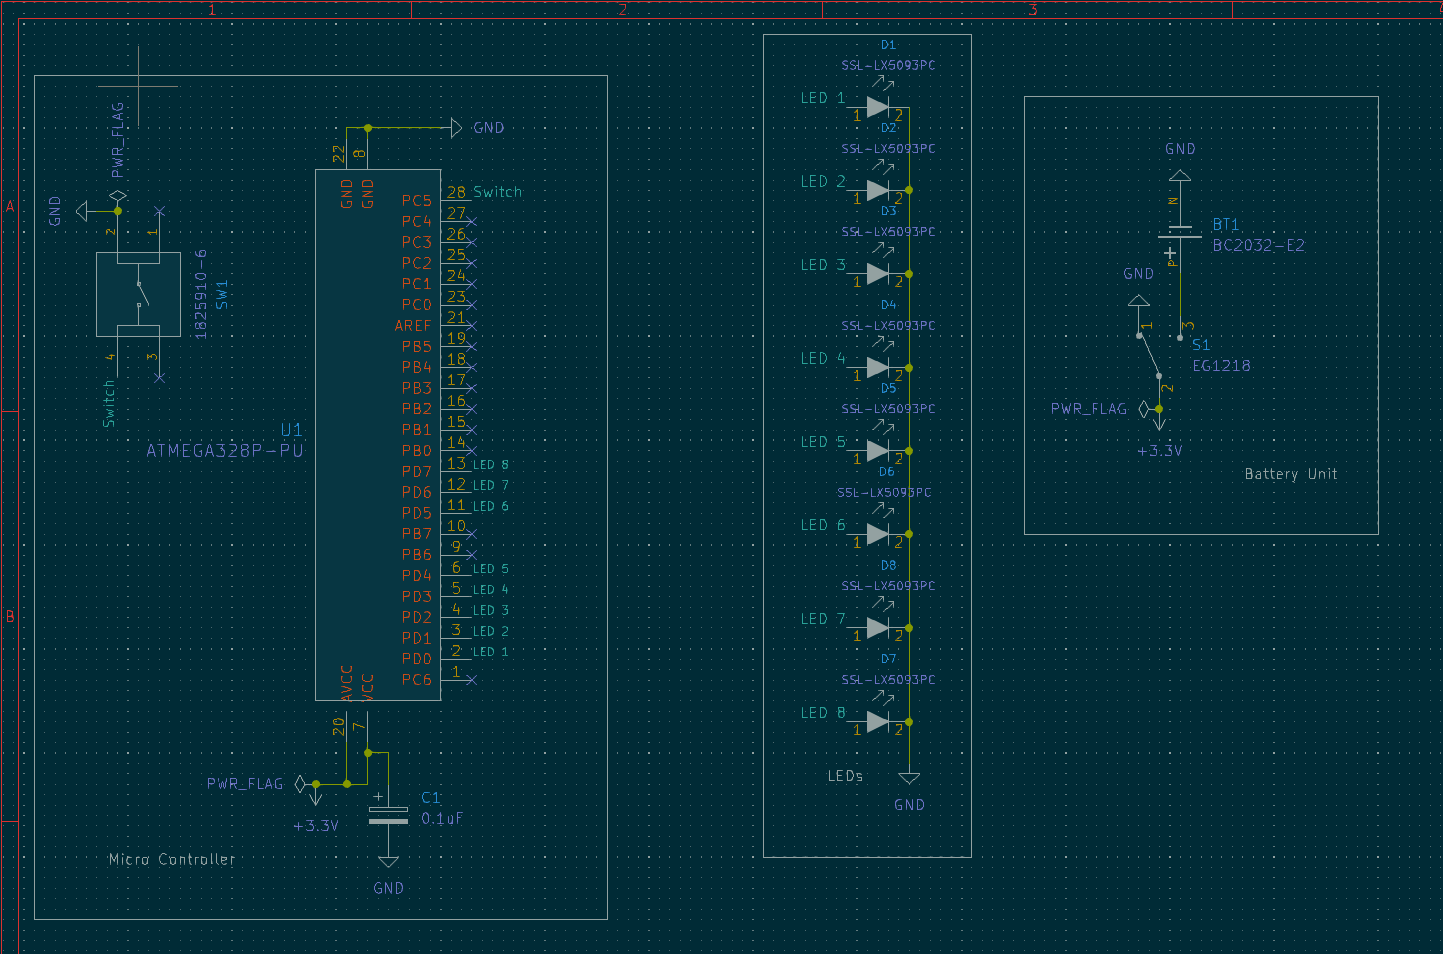 1
2
3
4
A
B
PWR_FLAG
GND
2
1
1825910-6
SW1
4
3
Switch
GND
22
8
GND
GND
PC5 28 Switch
PC4 27
PC3 26
PC2 25
PC1 24
PC0 23
AREF 21
PB5 19
PB4 18
PB3 17
PB2 16
PB1 15
PB0 14
PD7 13 LED 8
PD6 12 LED 7
PD5 11 LED 6
PB7 10
PB6 9
PD4 6 LED 5
PD3 5 LED 4
PD2 4 LED 3
PD1 3 LED 2
PD0 2 LED 1
PC6 1
U1
ATMEGA328P-PU
AVCC
VCC
20
7
PWR_FLAG
+3.3V
+
C1
0.1uF
GND
Micro Controller
D1
SSL-LX5093PC
LED 1
1 2
D2
SSL-LX5093PC
LED 2
1 2
D3
SSL-LX5093PC
LED 3
1 2
D4
SSL-LX5093PC
LED 4
1 2
D5
SSL-LX5093PC
LED 5
1 2
D6
SSL-LX5093PC
LED 6
1 2
D8
SSL-LX5093PC
LED 7
1 2
D7
SSL-LX5093PC
LED 8
1 2
LEDs
GND
GND
N
BT1
BC2032-E2
+
P
GND
1
3
S1
EG1218
2
PWR_FLAG
+3.3V
Battery Unit